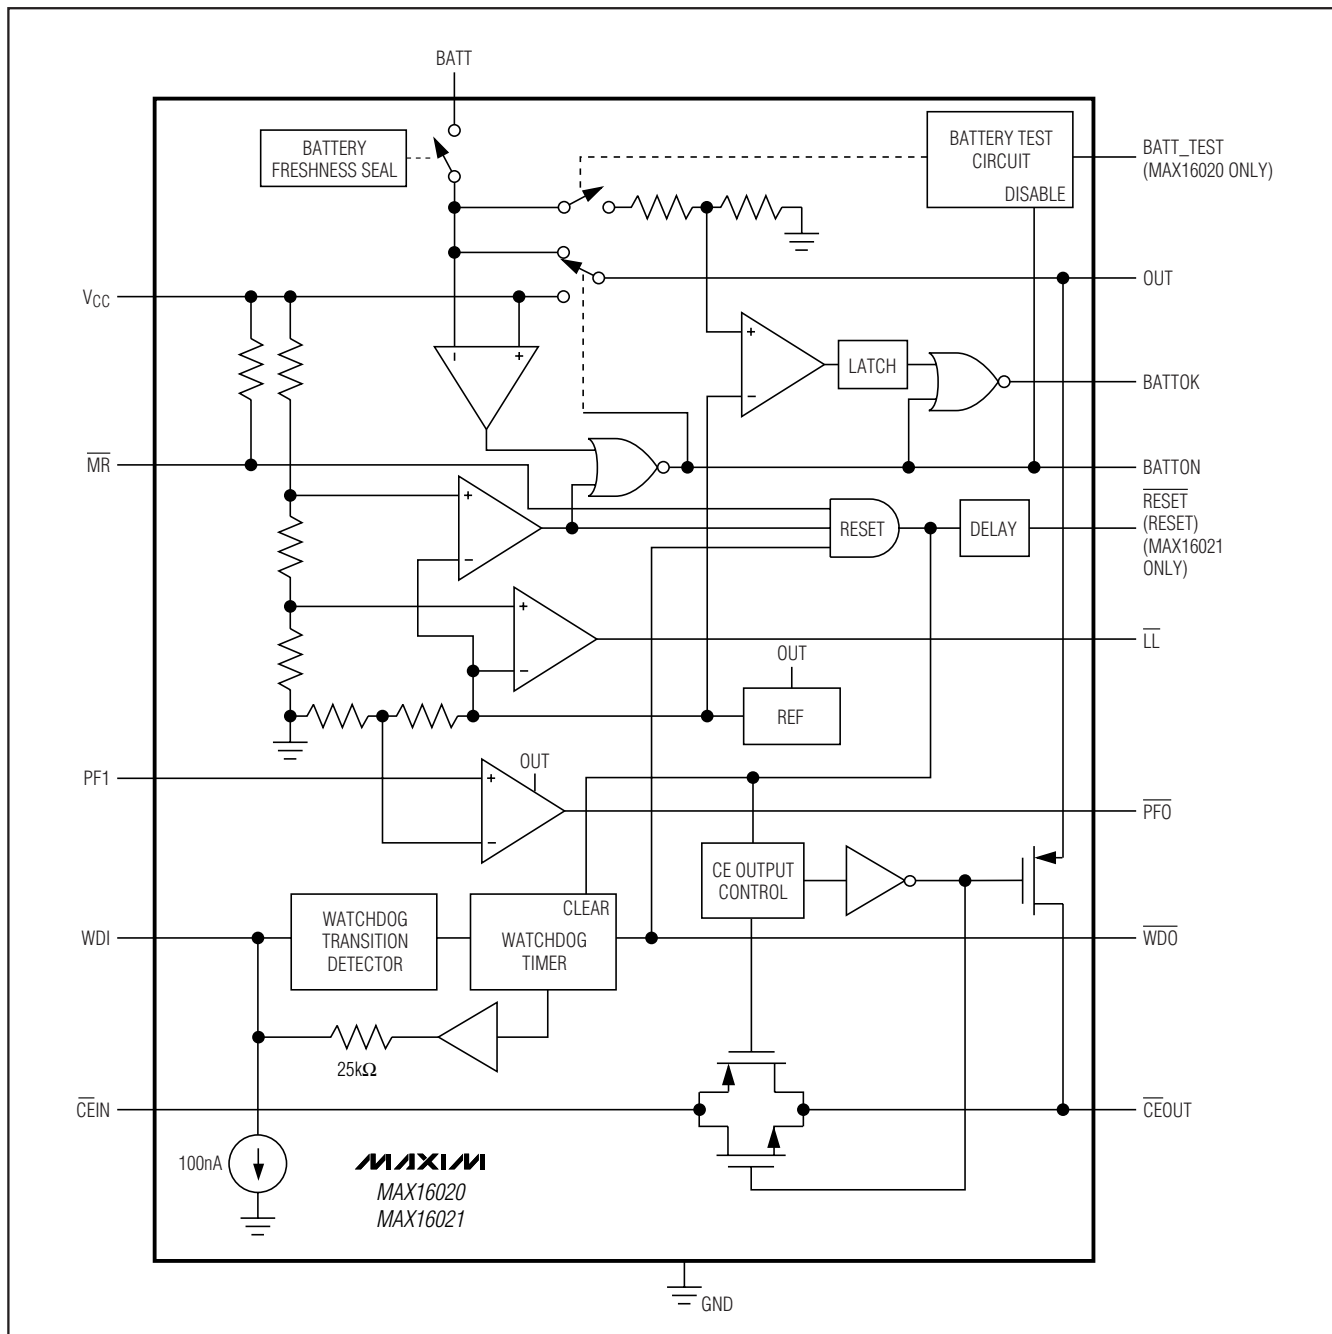 BATT
BATTERY
FRESHNESS SEAL
BATTERY TEST
CIRCUIT
DISABLE
BATT_TEST
(MAX16020 ONLY)
OUT
VCC
+
−
+
−
LATCH
BATTOK
MR
BATTON
+
−
RESET
DELAY
RESET
(RESET)
(MAX16021
ONLY)
+
−
LL
OUT
REF
PF1
+
−
OUT
PFO
CE OUTPUT
CONTROL
WDI
WATCHDOG
TRANSITION
DETECTOR
CLEAR
WATCHDOG
TIMER
WDO
25kΩ
CEIN
CEOUT
100nA
MAXIM
MAX16020
MAX16021
GND